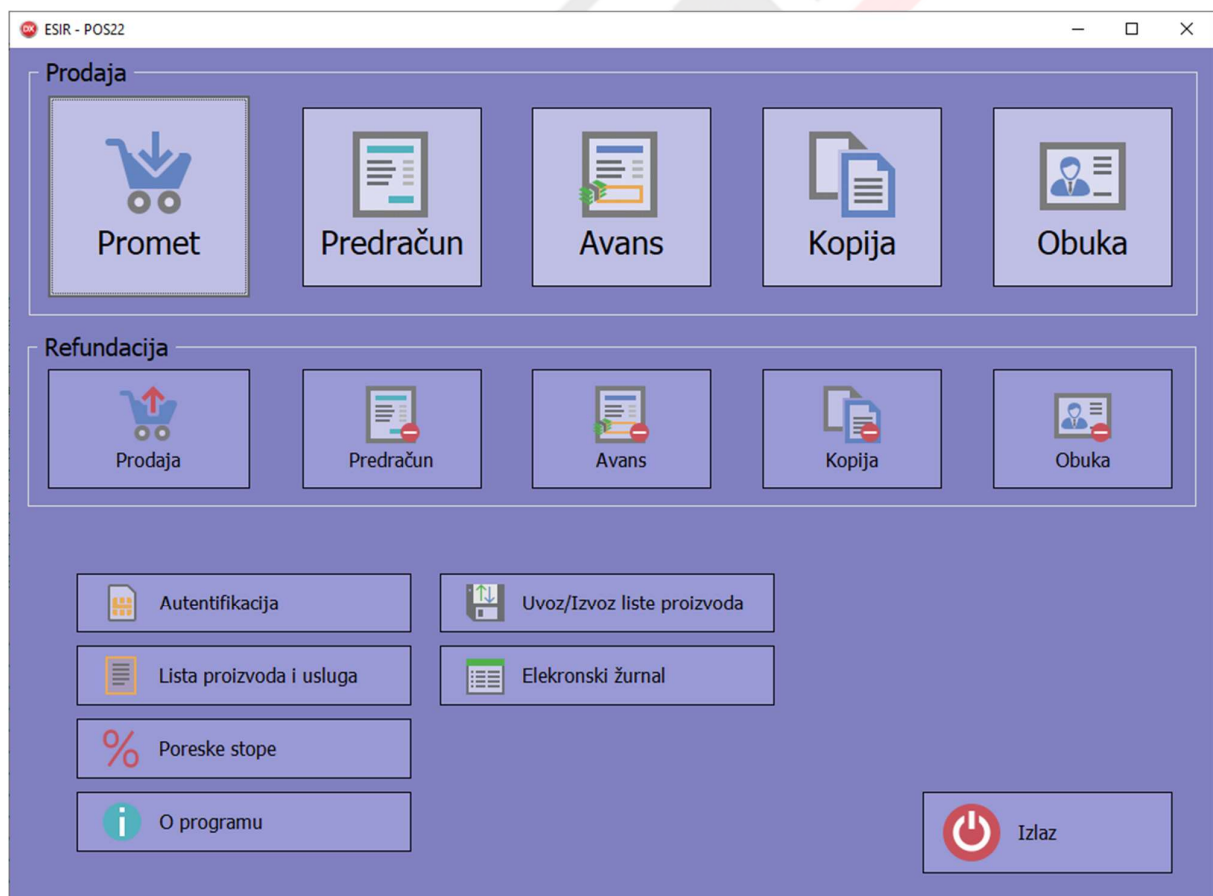 ESIR - POS22
Prodaja
Promet
Predračun
Avans
Kopija
Obuka
Refundacija
Prodaja
Predračun
Avans
Kopija
Obuka
Autentifikacija
Uvoz/Izvoz liste proizvoda
Lista proizvoda i usluga
Elekronski žurnal
Poreske stope
O programu
Izlaz